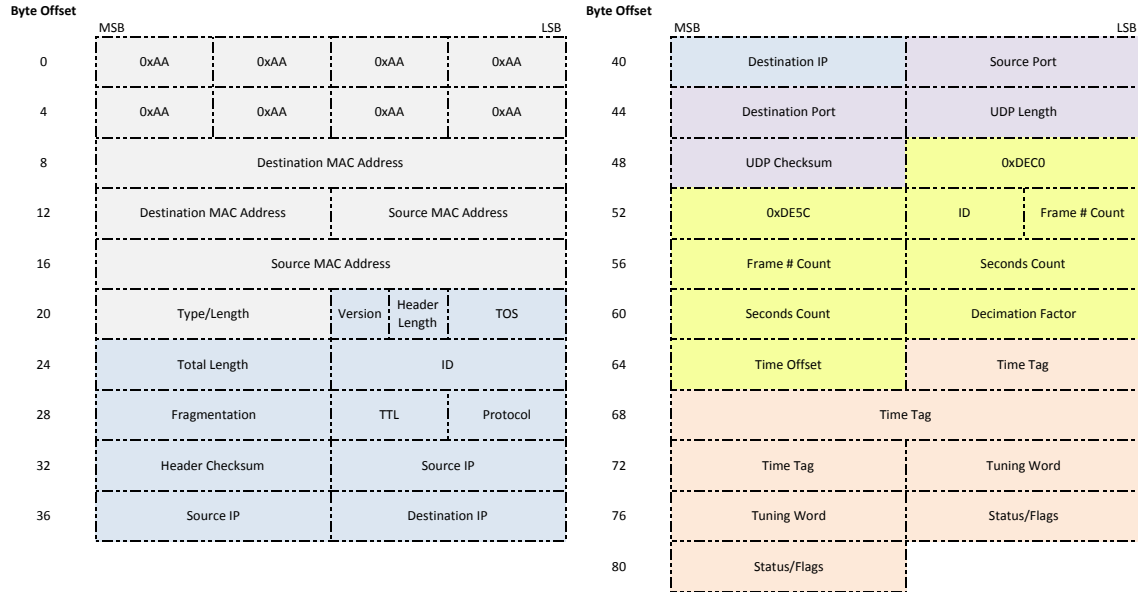 Byte Offset
MSB LSB
0 0xAA 0xAA 0xAA 0xAA
4 0xAA 0xAA 0xAA 0xAA
8 Destination MAC Address
12 Destination MAC Address Source MAC Address
16 Source MAC Address
20 Type/Length Version Header Length TOS
24 Total Length ID
28 Fragmentation TTL Protocol
32 Header Checksum Source IP
36 Source IP Destination IP
Byte Offset
MSB LSB
40 Destination IP Source Port
44 Destination Port UDP Length
48 UDP Checksum 0xDEC0
52 0xDE5C ID Frame # Count
56 Frame # Count Seconds Count
60 Seconds Count Decimation Factor
64 Time Offset Time Tag
68 Time Tag
72 Time Tag Tuning Word
76 Tuning Word Status/Flags
80 Status/Flags